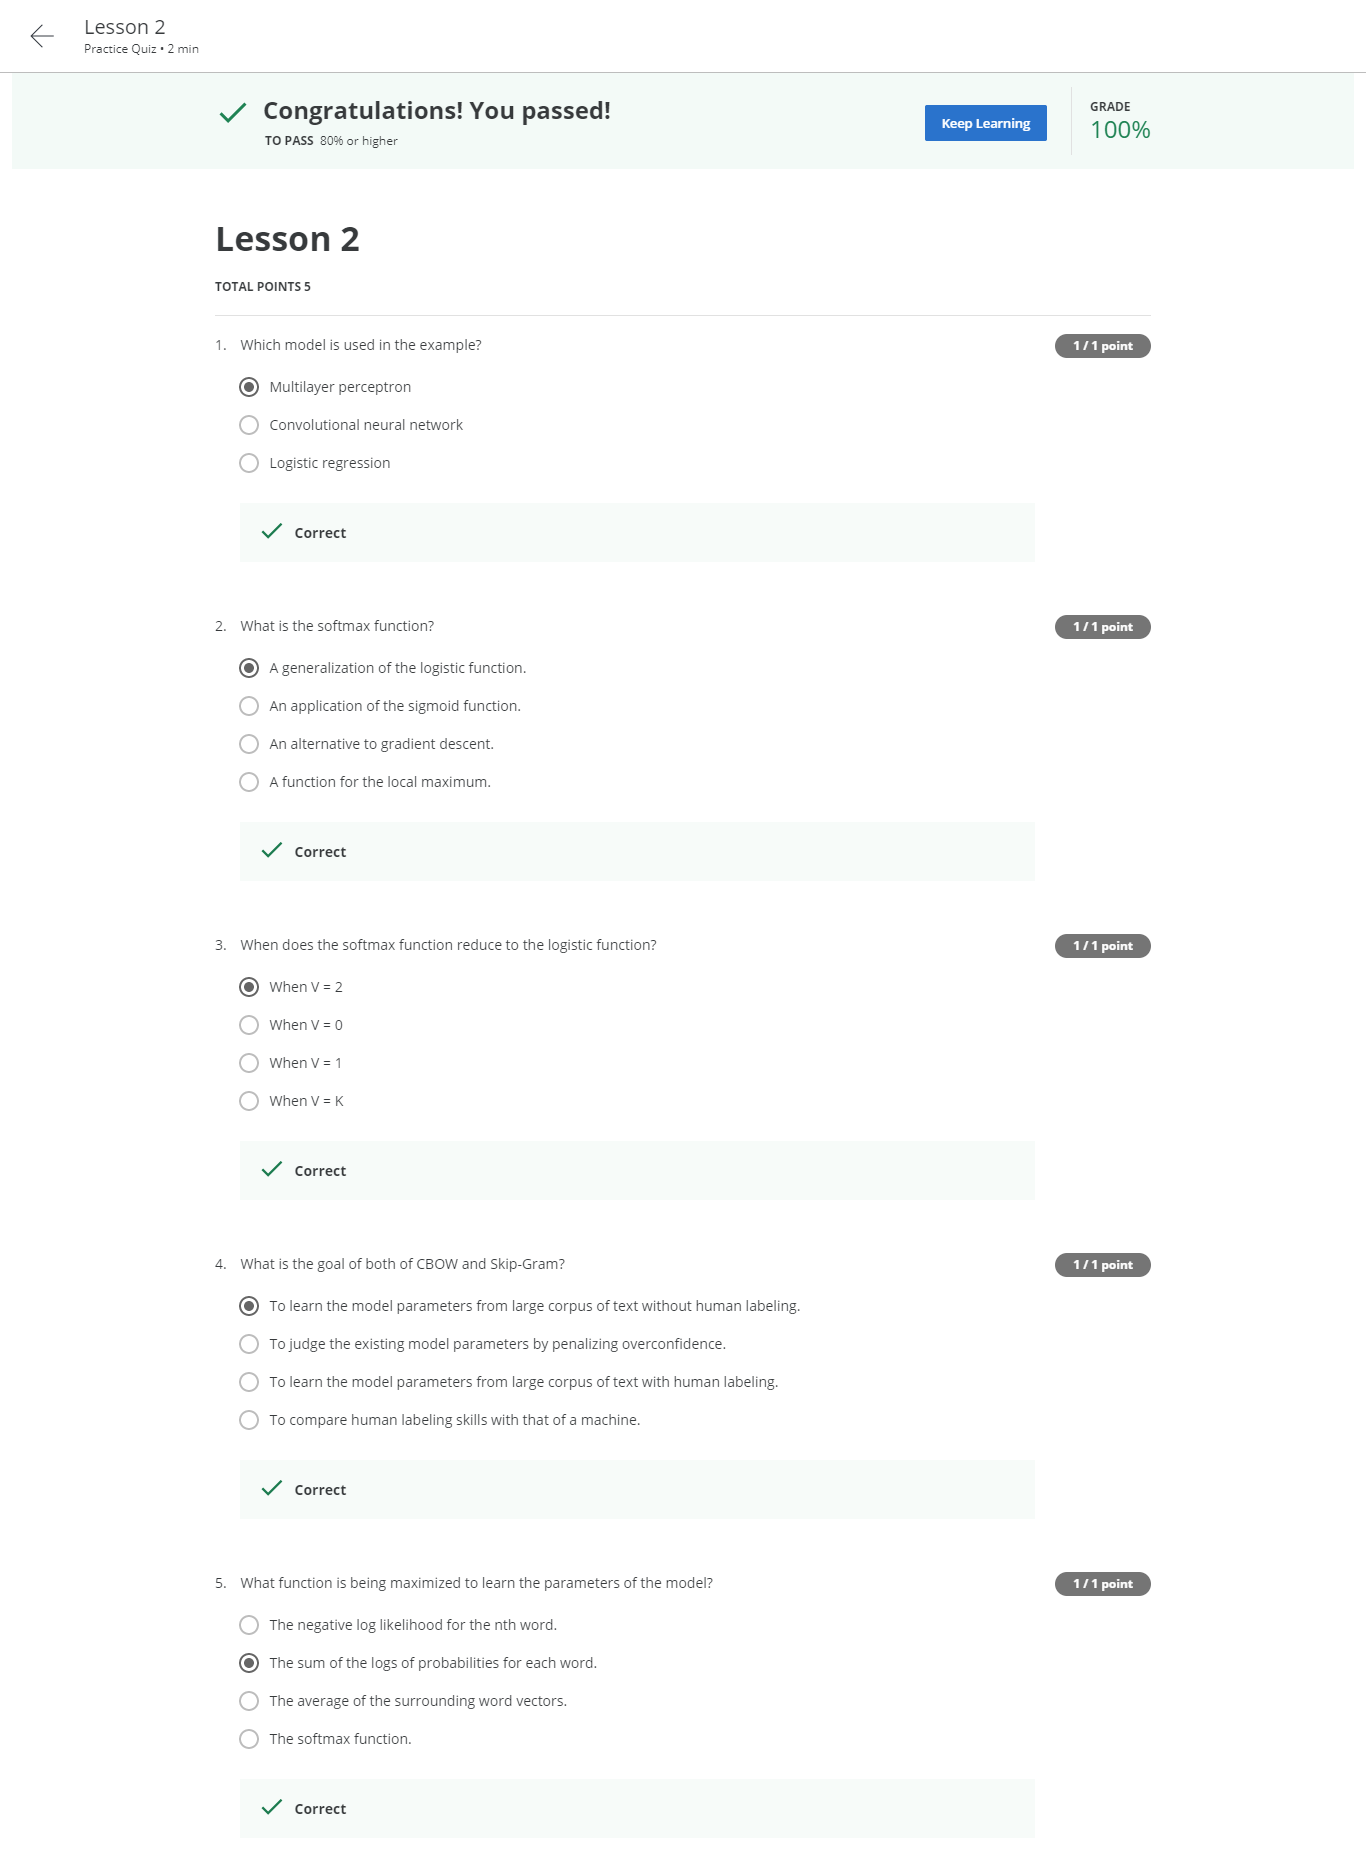 Lesson 2
Practice Quiz • 2 min
Congratulations! You passed!
TO PASS 80% or higher
Keep Learning
GRADE
100%
Lesson 2
TOTAL POINTS 5
1. Which model is used in the example?
1 / 1 point
Multilayer perceptron
Convolutional neural network
Logistic regression
Correct
2. What is the softmax function?
1 / 1 point
A generalization of the logistic function.
An application of the sigmoid function.
An alternative to gradient descent.
A function for the local maximum.
Correct
3. When does the softmax function reduce to the logistic function?
1 / 1 point
When V = 2
When V = 0
When V = 1
When V = K
Correct
4. What is the goal of both of CBOW and Skip-Gram?
1 / 1 point
To learn the model parameters from large corpus of text without human labeling.
To judge the existing model parameters by penalizing overconfidence.
To learn the model parameters from large corpus of text with human labeling.
To compare human labeling skills with that of a machine.
Correct
5. What function is being maximized to learn the parameters of the model?
1 / 1 point
The negative log likelihood for the nth word.
The sum of the logs of probabilities for each word.
The average of the surrounding word vectors.
The softmax function.
Correct